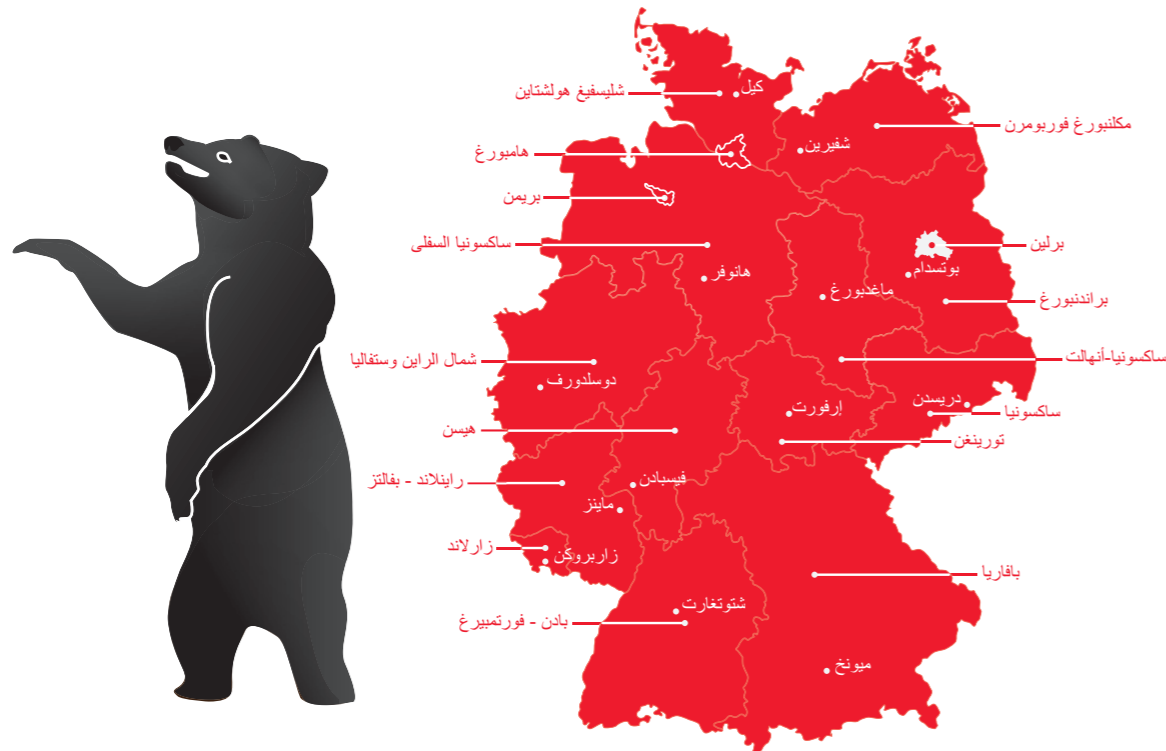 شليسفيغ هولشتاين
كيل
مكلنبورغ فوربومرن
شفيرين
هامبورغ
بريمن
ساكسونيا السفلى
برلين
هانوفر
بوتسدام
ماغدبورغ
براندنبورغ
شمال الراين وستفاليا
ساكسونيا-أنهالت
دوسلدورف
دريسدن
إرفورت
ساكسونيا
هيسن
تورينغن
راينلاند - بفالتز
فيسبادن
ماينز
زارلاند
زاربروكن
بافاريا
شتوتغارت
بادن - فورتمبيرغ
ميونخ